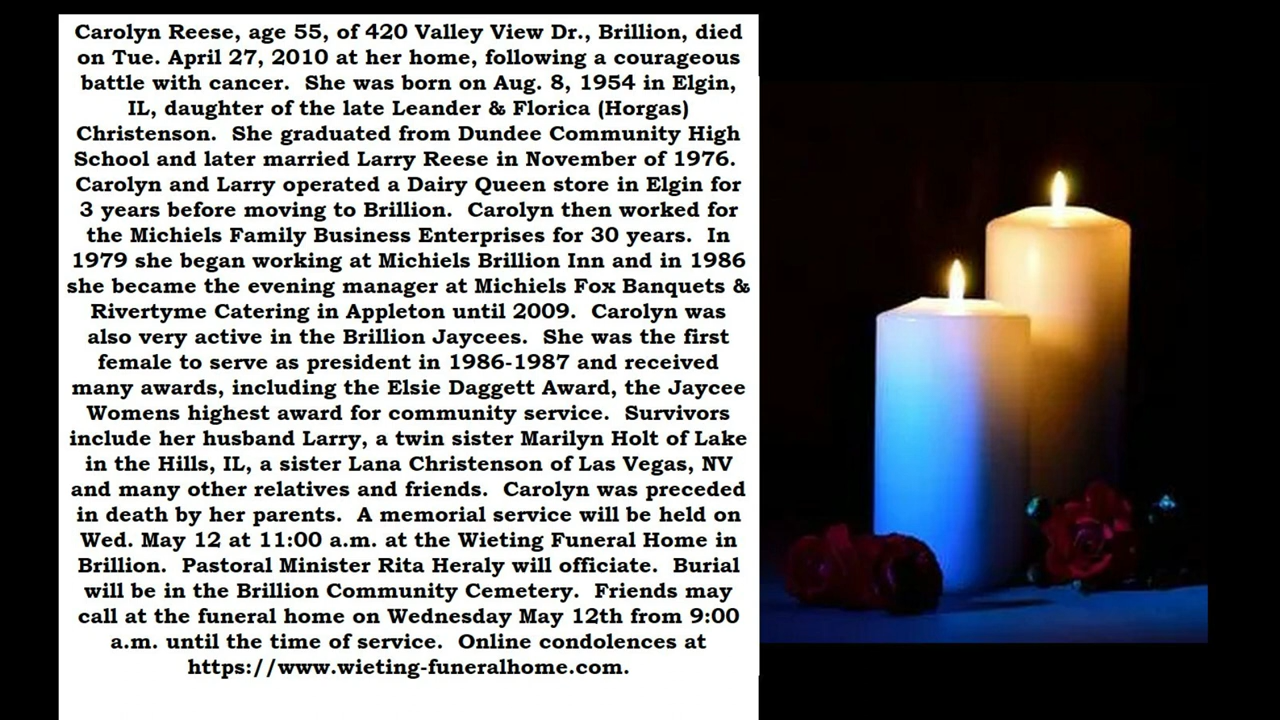 Carolyn Reese, age 55, of 420 Valley View Dr., Brillion, died
on Tue. April 27, 2010 at her home, following a courageous
battle with cancer.  She was born on Aug. 8, 1954 in Elgin,
IL, daughter of the late Leander & Florica (Horgas)
Christenson.  She graduated from Dundee Community High
School and later married Larry Reese in November of 1976.
Carolyn and Larry operated a Dairy Queen store in Elgin for
3 years before moving to Brillion.  Carolyn then worked for
the Michiels Family Business Enterprises for 30 years.  In
1979 she began working at Michiels Brillion Inn and in 1986
she became the evening manager at Michiels Fox Banquets &
Rivertyme Catering in Appleton until 2009.  Carolyn was
also very active in the Brillion Jaycees.  She was the first
female to serve as president in 1986-1987 and received
many awards, including the Elsie Daggett Award, the Jaycee
Womens highest award for community service.  Survivors
include her husband Larry, a twin sister Marilyn Holt of Lake
in the Hills, IL, a sister Lana Christenson of Las Vegas, NV
and many other relatives and friends.  Carolyn was preceded
in death by her parents.  A memorial service will be held on
Wed. May 12 at 11:00 a.m. at the Wieting Funeral Home in
Brillion.  Pastoral Minister Rita Heraly will officiate.  Burial
will be in the Brillion Community Cemetery.  Friends may
call at the funeral home on Wednesday May 12th from 9:00
a.m. until the time of service.  Online condolences at
https://www.wieting-funeralhome.com.